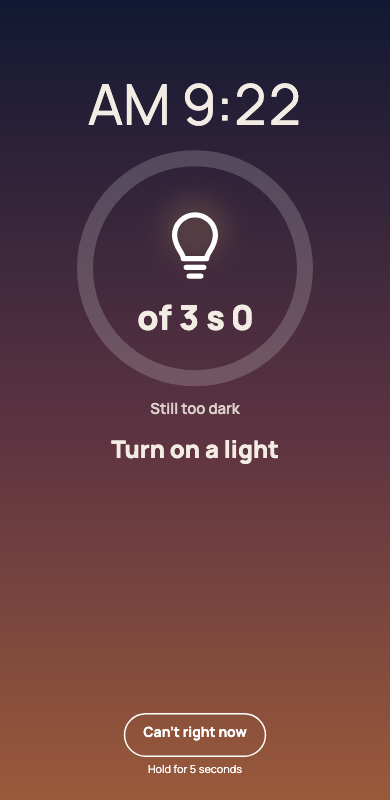 AM 9:22
of 3 s 0
Still too dark
Turn on a light
Can't right now
Hold for 5 seconds